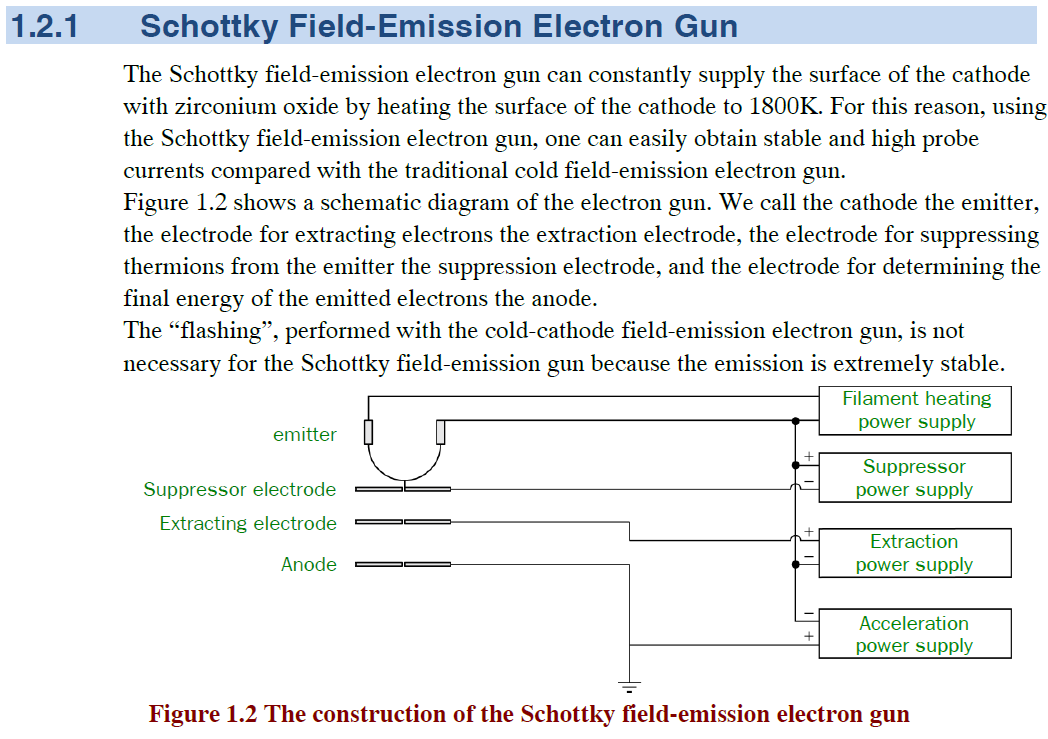 1.2.1 Schottky Field-Emission Electron Gun
The Schottky field-emission electron gun can constantly supply the surface of the cathode
with zirconium oxide by heating the surface of the cathode to 1800K. For this reason, using
the Schottky field-emission electron gun, one can easily obtain stable and high probe
currents compared with the traditional cold field-emission electron gun.
Figure 1.2 shows a schematic diagram of the electron gun. We call the cathode the emitter,
the electrode for extracting electrons the extraction electrode, the electrode for suppressing
thermions from the emitter the suppression electrode, and the electrode for determining the
final energy of the emitted electrons the anode.
The “flashing”, performed with the cold-cathode field-emission electron gun, is not
necessary for the Schottky field-emission gun because the emission is extremely stable.
Filament heating
power supply
emitter
+
Suppressor
Suppressor electrode
−
power supply
Extracting electrode
+
Extraction
Anode
−
power supply
−
Acceleration
+
power supply
Figure 1.2 The construction of the Schottky field-emission electron gun